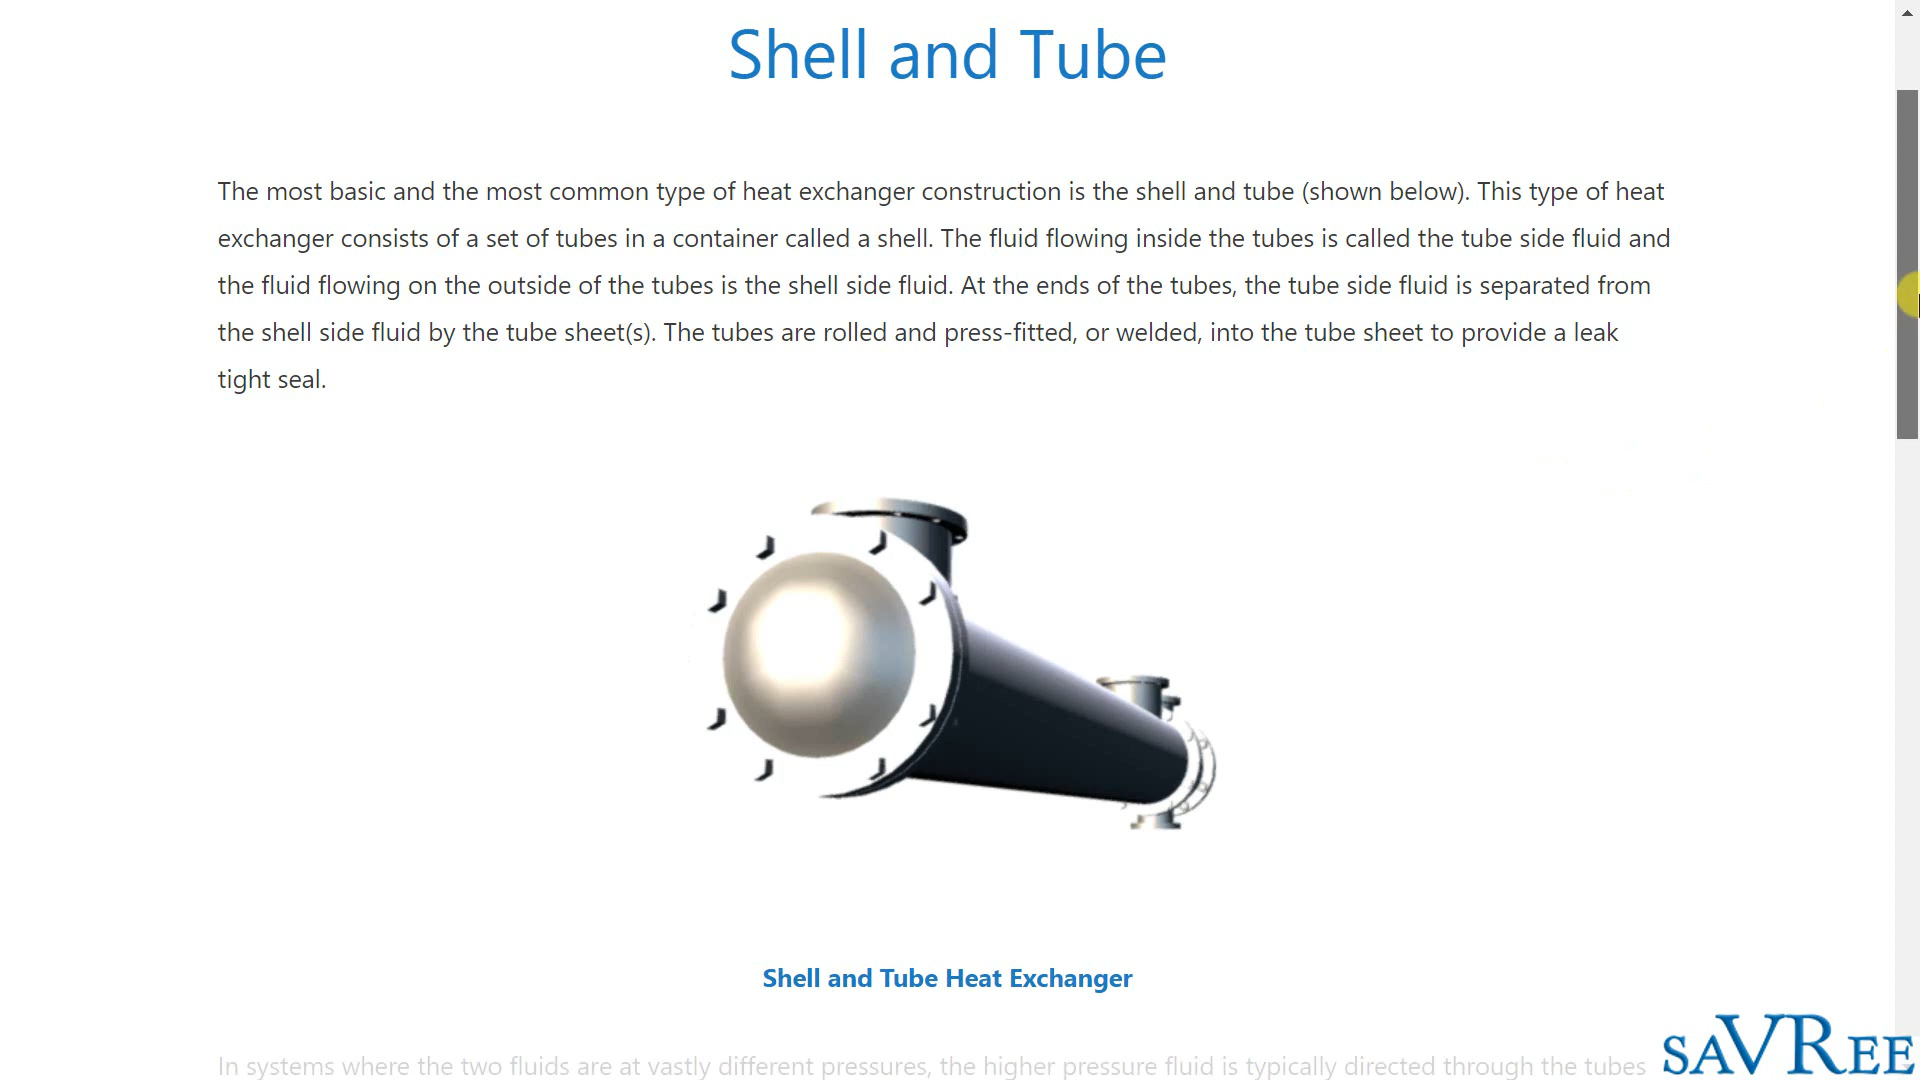 Shell and Tube
The most basic and the most common type of heat exchanger construction is the shell and tube (shown below). This type of heat
exchanger consists of a set of tubes in a container called a shell. The fluid flowing inside the tubes is called the tube side fluid and
the fluid flowing on the outside of the tubes is the shell side fluid. At the ends of the tubes, the tube side fluid is separated from
the shell side fluid by the tube sheet(s). The tubes are rolled and press-fitted, or welded, into the tube sheet to provide a leak
tight seal.
Shell and Tube Heat Exchanger
In systems where the two fluids are at vastly different pressures, the higher pressure fluid is typically directed through the tubes
saVRee